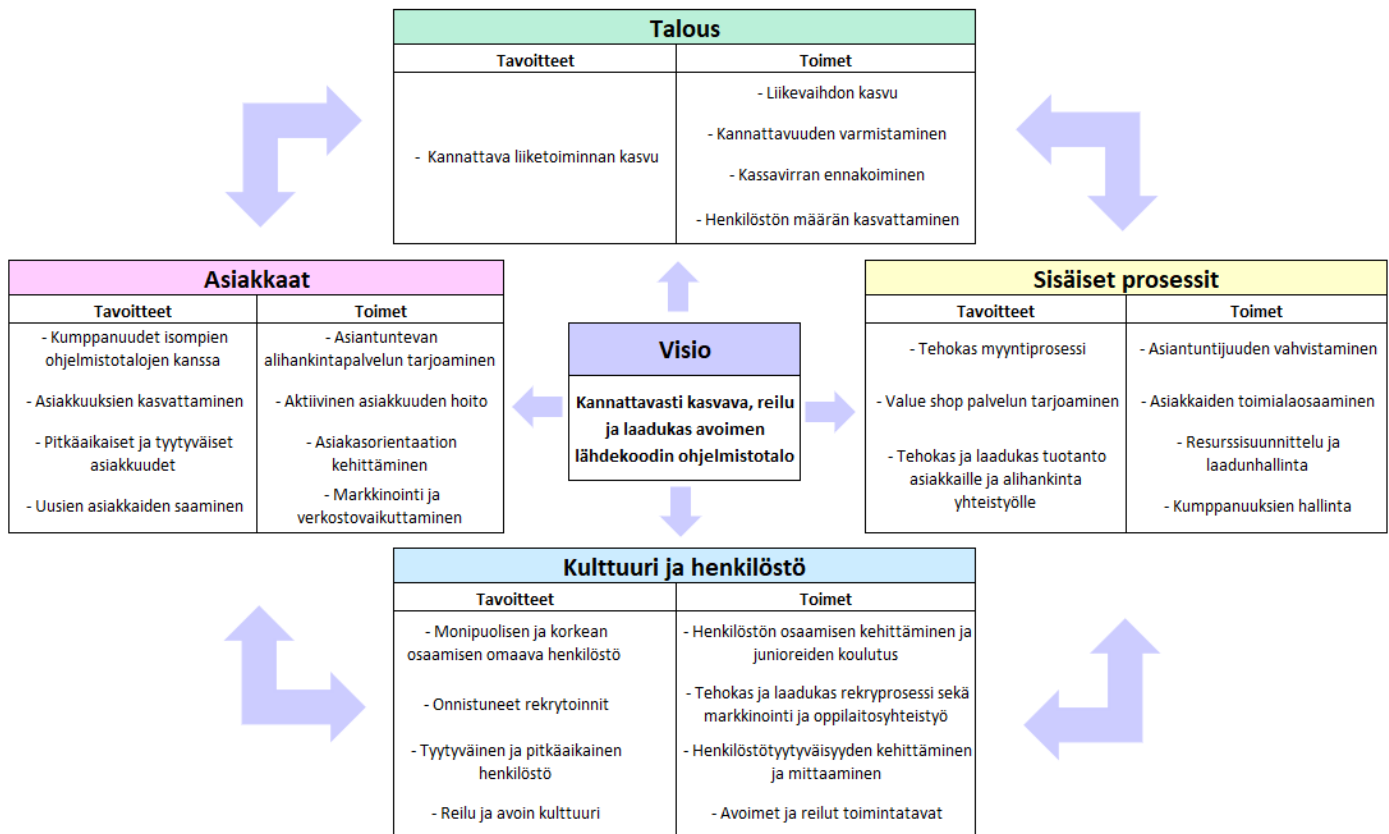 Talous
Tavoitteet
Toimet
- Kannattava liiketoiminnan kasvu
- Liikevaihdon kasvu
- Kannattavuuden varmistaminen
- Kassavirran ennakoiminen
- Henkilöstön määrän kasvattaminen
Asiakkaat
Tavoitteet
Toimet
- Kumppanuudet isompien
ohjelmistotalojen kanssa
- Asiakkuuksien kasvattaminen
- Pitkäaikaiset ja tyytyväiset
asiakkuudet
- Uusien asiakkaiden saaminen
- Asiantuntevan
alihankintapalvelun tarjoaminen
- Aktiivinen asiakkuuden hoito
- Asiakasorientaation
kehittäminen
- Markkinointi ja
verkostovaikuttaminen
Visio
Kannattavasti kasvava, reilu
ja laadukas avoimen
lähdekoodin ohjelmistotalo
Sisäiset prosessit
Tavoitteet
Toimet
- Tehokas myyntiprosessi
- Value shop palvelun tarjoaminen
- Tehokas ja laadukas tuotanto
asiakkaille ja alihankinta
yhteistyölle
- Asiantuntijuuden vahvistaminen
- Asiakkaiden toimialaosaaminen
- Resurssisuunnittelu ja
laadunhallinta
- Kumppanuuksien hallinta
Kulttuuri ja henkilöstö
Tavoitteet
Toimet
- Monipuolisen ja korkean
osaamisen omaava henkilöstö
- Onnistuneet rekrytoinnit
- Tyytyväinen ja pitkäaikainen
henkilöstö
- Reilu ja avoin kulttuuri
- Henkilöstön osaamisen kehittäminen ja
junioreiden koulutus
- Tehokas ja laadukas rekryprosessi sekä
markkinointi ja oppilaitosyhteistyö
- Henkilöstötyytyväisyyden kehittäminen
ja mittaaminen
- Avoimet ja reilut toimintatavat